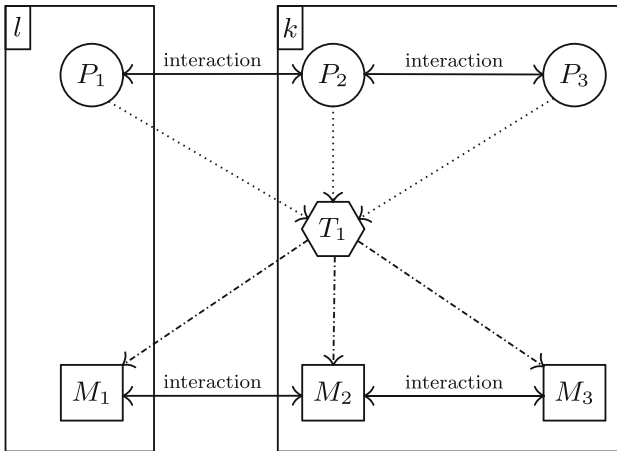 l k
P₁ interaction P₂ interaction P₃
T₁
M₁ interaction M₂ interaction M₃